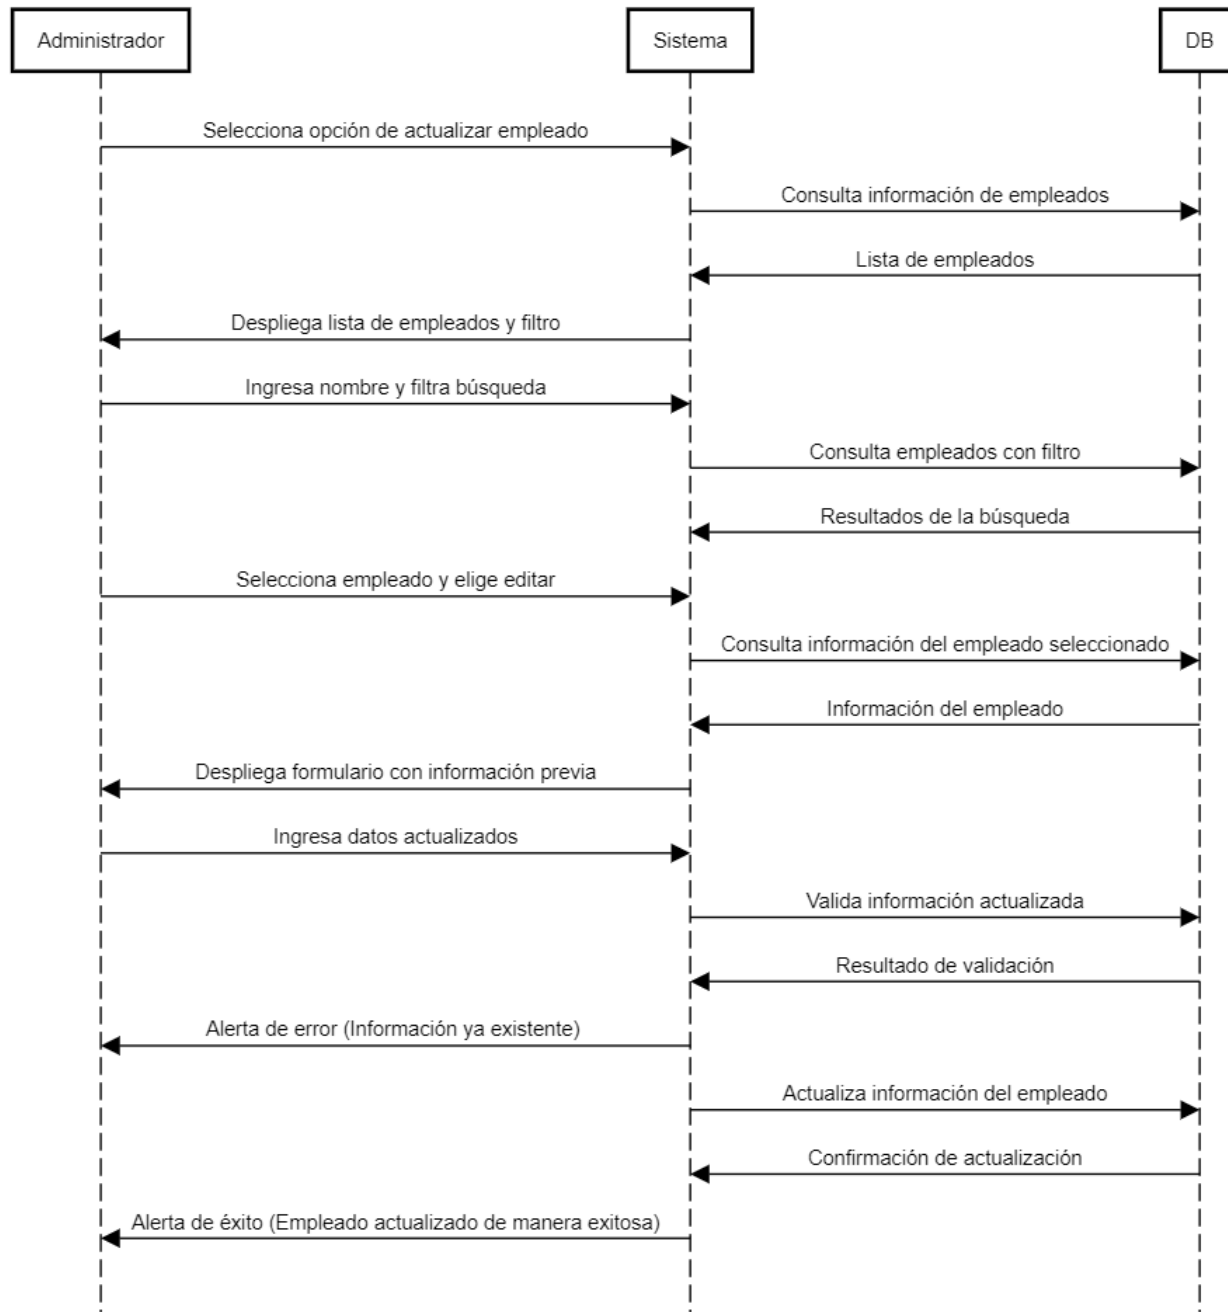 Administrador
Sistema
DB
Selecciona opción de actualizar empleado
Consulta información de empleados
Lista de empleados
Despliega lista de empleados y filtro
Ingresa nombre y filtra búsqueda
Consulta empleados con filtro
Resultados de la búsqueda
Selecciona empleado y elige editar
Consulta información del empleado seleccionado
Información del empleado
Despliega formulario con información previa
Ingresa datos actualizados
Valida información actualizada
Resultado de validación
Alerta de error (Información ya existente)
Actualiza información del empleado
Confirmación de actualización
Alerta de éxito (Empleado actualizado de manera exitosa)